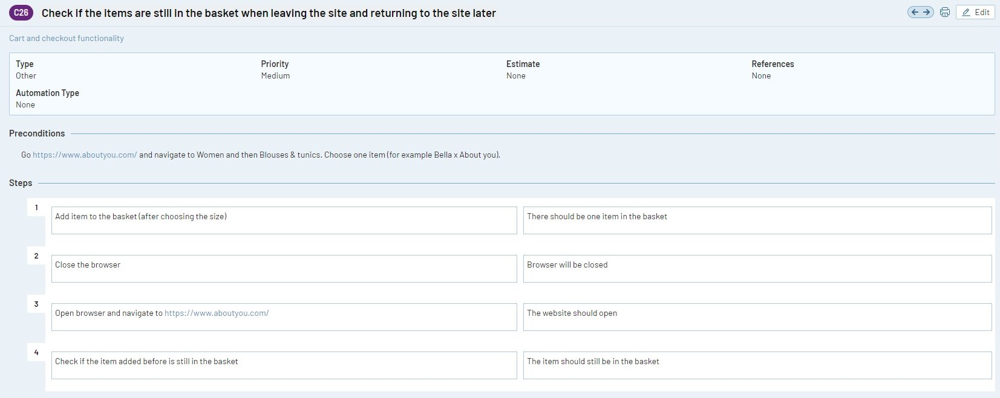 C26 Check if the items are still in the basket when leaving the site and returning to the site later
Edit
Cart and checkout functionality
Type Priority Estimate References
Other Medium None None
Automation Type
None
Preconditions
Go https://www.aboutyou.com/ and navigate to Women and then Blouses & tunics. Choose one item (for example Bella x About you).
Steps
1 Add item to the basket (after choosing the size) There should be one item in the basket
2 Close the browser Browser will be closed
3 Open browser and navigate to https://www.aboutyou.com/ The website should open
4 Check if the item added before is still in the basket The item should still be in the basket